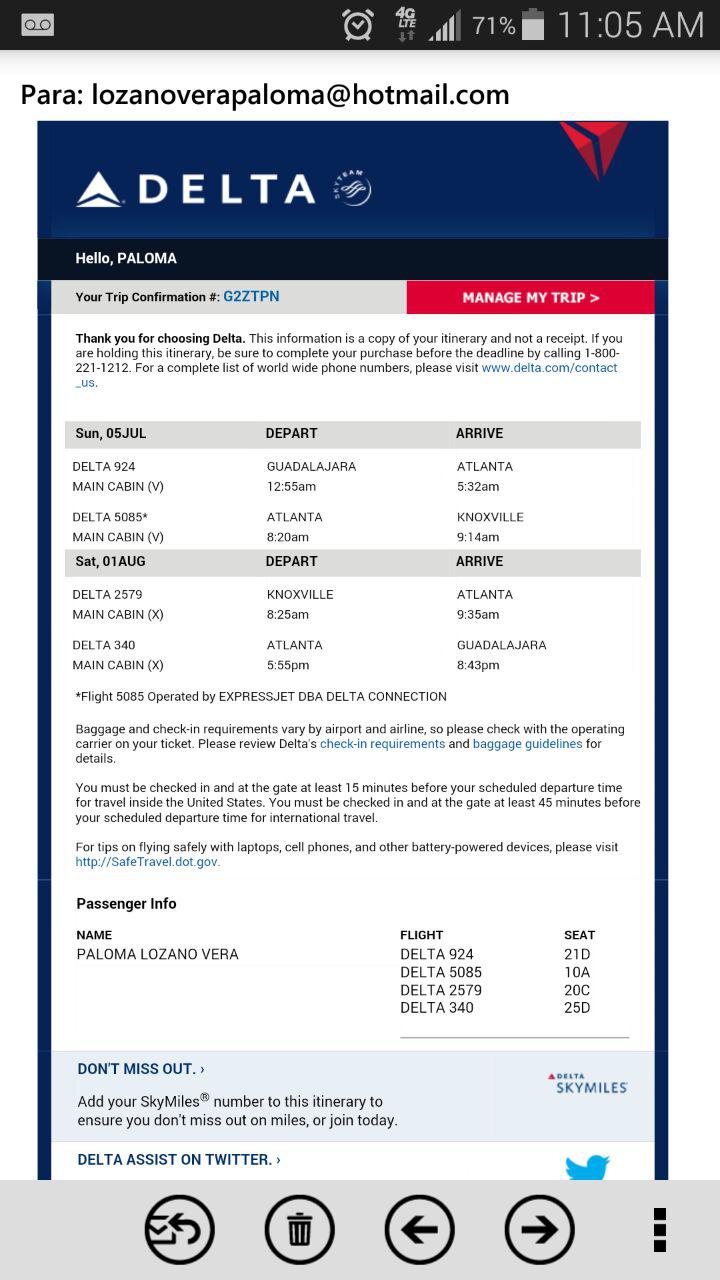 4G
LTE
71%
11:05 AM
Para: lozanoverapaloma@hotmail.com
DELTA
SKYTEAM
Hello, PALOMA
Your Trip Confirmation #: G2ZTPN
MANAGE MY TRIP >
Thank you for choosing Delta. This information is a copy of your itinerary and not a receipt. If you
are holding this itinerary, be sure to complete your purchase before the deadline by calling 1-800-
221-1212. For a complete list of world wide phone numbers, please visit www.delta.com/contact
_us.
Sun, 05JUL DEPART ARRIVE
DELTA 924 GUADALAJARA ATLANTA
MAIN CABIN (V) 12:55am 5:32am
DELTA 5085* ATLANTA KNOXVILLE
MAIN CABIN (V) 8:20am 9:14am
Sat, 01AUG DEPART ARRIVE
DELTA 2579 KNOXVILLE ATLANTA
MAIN CABIN (X) 8:25am 9:35am
DELTA 340 ATLANTA GUADALAJARA
MAIN CABIN (X) 5:55pm 8:43pm
*Flight 5085 Operated by EXPRESSJET DBA DELTA CONNECTION
Baggage and check-in requirements vary by airport and airline, so please check with the operating
carrier on your ticket. Please review Delta's check-in requirements and baggage guidelines for
details.
You must be checked in and at the gate at least 15 minutes before your scheduled departure time
for travel inside the United States. You must be checked in and at the gate at least 45 minutes before
your scheduled departure time for international travel.
For tips on flying safely with laptops, cell phones, and other battery-powered devices, please visit
http://SafeTravel.dot.gov.
Passenger Info
NAME FLIGHT SEAT
PALOMA LOZANO VERA DELTA 924 21D
DELTA 5085 10A
DELTA 2579 20C
DELTA 340 25D
DON'T MISS OUT. ›
Add your SkyMiles® number to this itinerary to
ensure you don't miss out on miles, or join today.
DELTA
SKYMILES
DELTA ASSIST ON TWITTER. ›